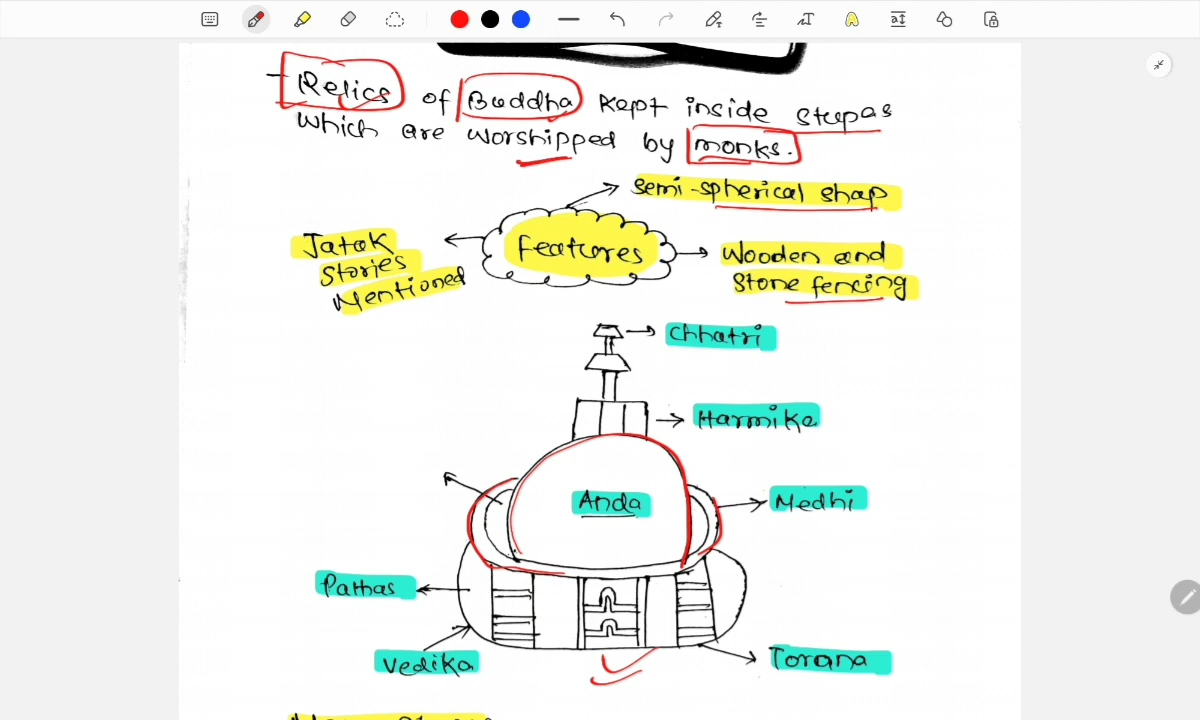 Relics of Buddha Kept inside stupas
which are worshipped by monks.
Semi-spherical shap
Features
Jatak
Stories
Mentioned
Wooden and
Stone fencing
Chhatri
Harmika
Anda
Medhi
Pathas
Vedika
Torana